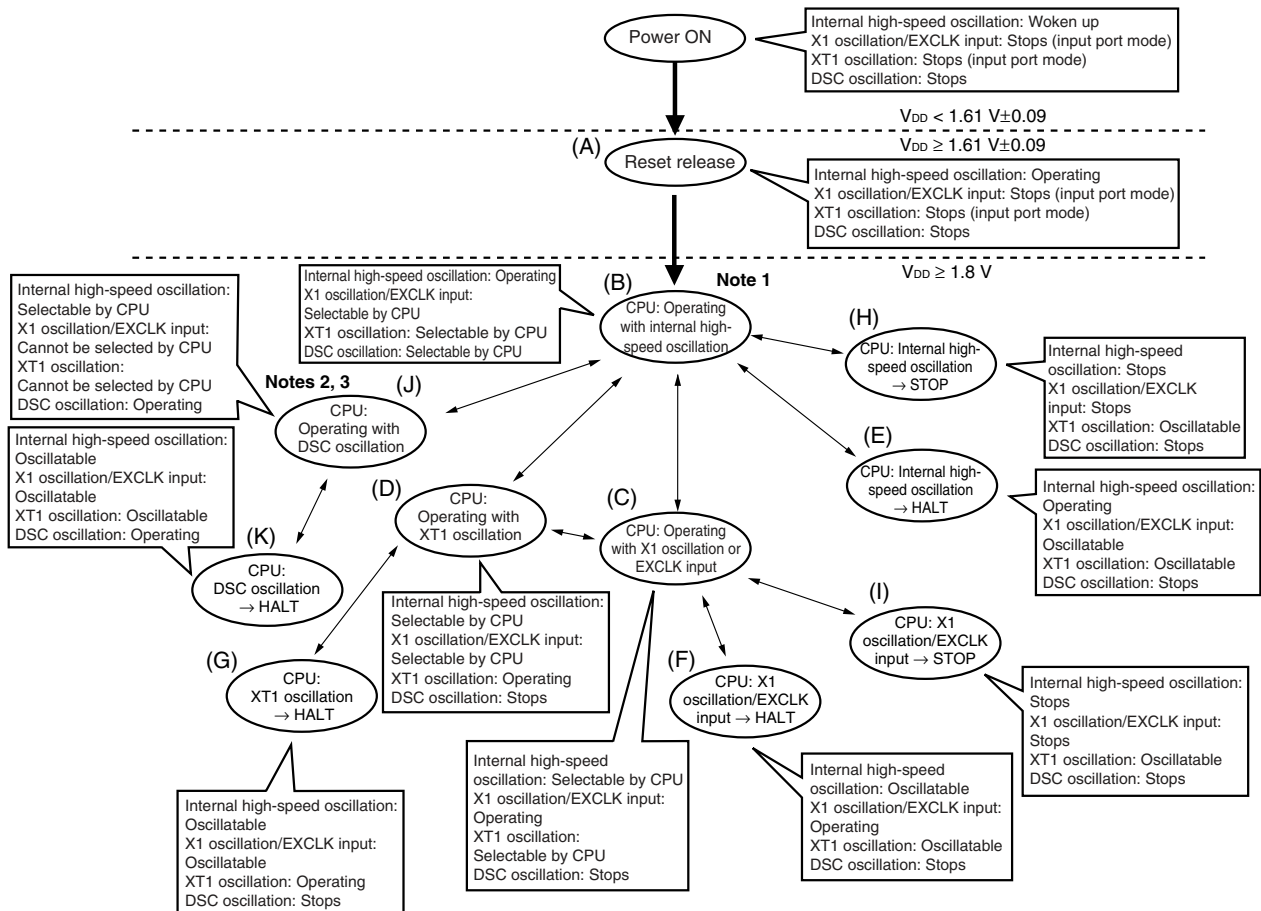 Power ON
Internal high-speed oscillation: Woken up
X1 oscillation/EXCLK input: Stops (input port mode)
XT1 oscillation: Stops (input port mode)
DSC oscillation: Stops
VDD < 1.61 V±0.09
VDD ≥ 1.61 V±0.09
(A)
Reset release
Internal high-speed oscillation: Operating
X1 oscillation/EXCLK input: Stops (input port mode)
XT1 oscillation: Stops (input port mode)
DSC oscillation: Stops
VDD ≥ 1.8 V
Internal high-speed oscillation:
Selectable by CPU
X1 oscillation/EXCLK input:
Cannot be selected by CPU
XT1 oscillation:
Cannot be selected by CPU
DSC oscillation: Operating
Internal high-speed oscillation: Operating
X1 oscillation/EXCLK input:
Selectable by CPU
XT1 oscillation: Selectable by CPU
DSC oscillation: Selectable by CPU
(B)
Note 1
CPU: Operating
with internal high-
speed oscillation
(H)
CPU: Internal high-
speed oscillation
→ STOP
Internal high-speed
oscillation: Stops
X1 oscillation/EXCLK
input: Stops
XT1 oscillation: Oscillatable
DSC oscillation: Stops
Notes 2, 3
(J)
CPU:
Operating with
DSC oscillation
Internal high-speed oscillation:
Oscillatable
X1 oscillation/EXCLK input:
Oscillatable
XT1 oscillation: Oscillatable
DSC oscillation: Operating
(E)
CPU: Internal high-
speed oscillation
→ HALT
Internal high-speed oscillation:
Operating
X1 oscillation/EXCLK input:
Oscillatable
XT1 oscillation: Oscillatable
DSC oscillation: Stops
(D)
CPU:
Operating with
XT1 oscillation
(C)
CPU: Operating
with X1 oscillation or
EXCLK input
(K)
CPU:
DSC oscillation
→ HALT
Internal high-speed oscillation:
Selectable by CPU
X1 oscillation/EXCLK input:
Selectable by CPU
XT1 oscillation: Operating
DSC oscillation: Stops
(I)
CPU: X1
oscillation/EXCLK
input → STOP
(G)
CPU:
XT1 oscillation
→ HALT
(F)
CPU: X1
oscillation/EXCLK
input → HALT
Internal high-speed oscillation:
Stops
X1 oscillation/EXCLK input:
Stops
XT1 oscillation: Oscillatable
DSC oscillation: Stops
Internal high-speed
oscillation: Selectable by CPU
X1 oscillation/EXCLK input:
Operating
XT1 oscillation:
Selectable by CPU
DSC oscillation: Stops
Internal high-speed
oscillation: Oscillatable
X1 oscillation/EXCLK input:
Operating
XT1 oscillation: Oscillatable
DSC oscillation: Stops
Internal high-speed oscillation:
Oscillatable
X1 oscillation/EXCLK input:
Oscillatable
XT1 oscillation: Operating
DSC oscillation: Stops